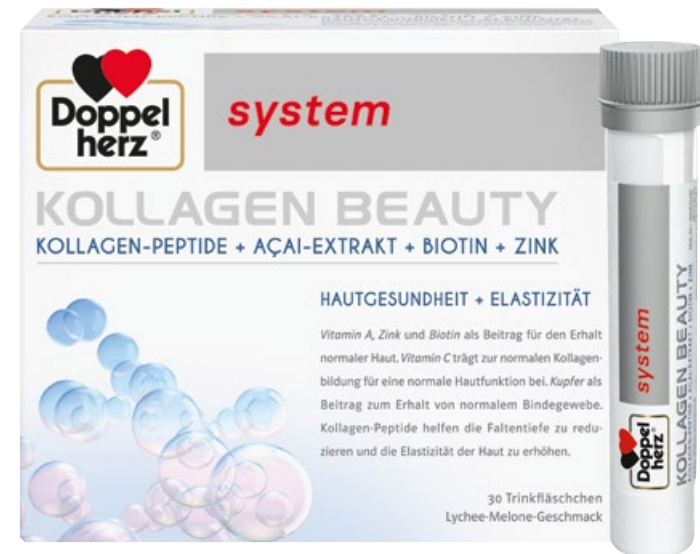 Doppel
herz®
system
KOLLAGEN BEAUTY
KOLLAGEN-PEPTIDE + AÇAI-EXTRAKT + BIOTIN + ZINK
HAUTGESUNDHEIT + ELASTIZITÄT
Vitamin A, Zink und Biotin als Beitrag für den Erhalt
normaler Haut. Vitamin C trägt zur normalen Kollagen-
bildung für eine normale Hautfunktion bei. Kupfer als
Beitrag zum Erhalt von normalem Bindegewebe.
Kollagen-Peptide helfen die Faltentiefe zu redu-
zieren und die Elastizität der Haut zu erhöhen.
30 Trinkfläschchen
Lychee-Melone-Geschmack
Doppel
herz®
system
KOLLAGEN BEAUTY